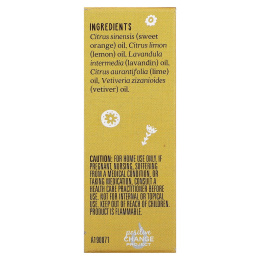 INGREDIENTS
Citrus sinensis (sweet
orange) oil, Citrus limon
(lemon) oil, Lavandula
intermedia (lavandin) oil,
Citrus aurantifolia (lime)
oil, Vetiveria zizanioides
(vetiver) oil.
CAUTION: FOR HOME USE ONLY, IF
PREGNANT, NURSING, SUFFERING
FROM A MEDICAL CONDITION, OR
TAKING MEDICATION, CONSULT A
HEALTH CARE PRACTITIONER BEFORE
USE. NOT FOR INTERNAL OR TOPICAL
USE. KEEP OUT OF REACH OF CHILDREN.
PRODUCT IS FLAMMABLE.
A100071
positive
CHANGE
PROJECT